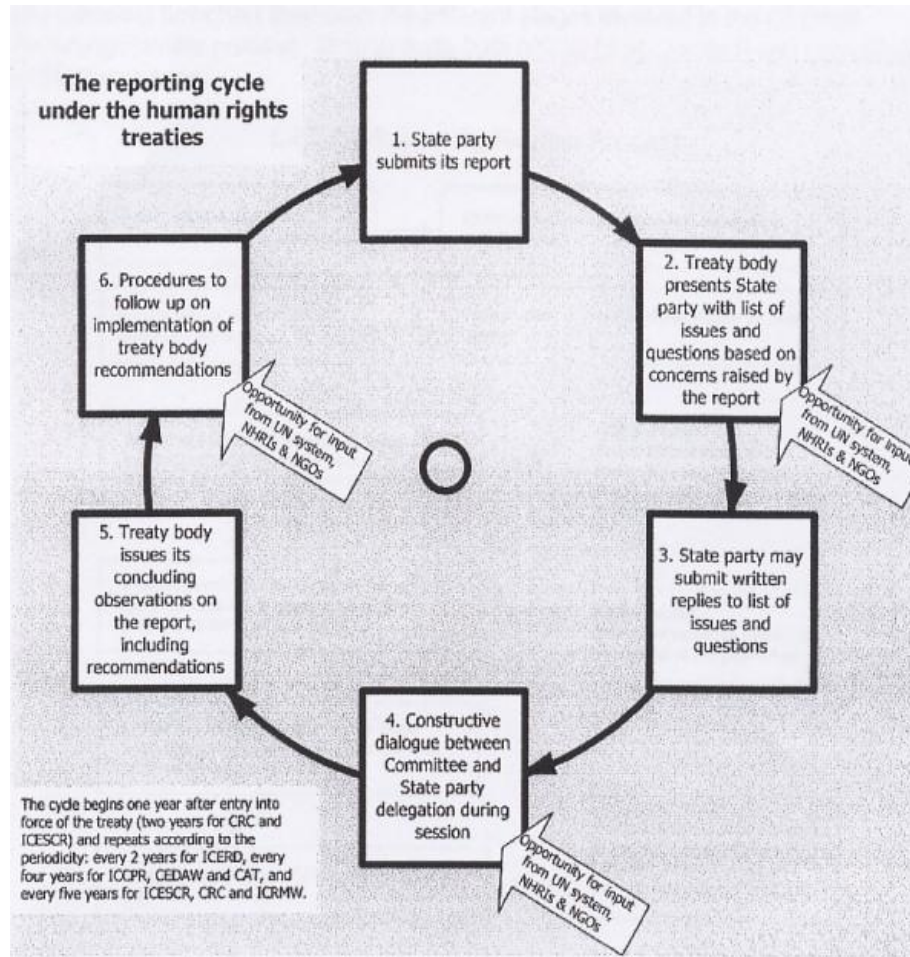 The reporting cycle
under the human rights
treaties
1. State party
submits its report
2. Treaty body
presents State
party with list of
issues and
questions based on
concerns raised by
the report
Opportunity for input
from UN system,
NHRIs & NGOs
3. State party may
submit written
replies to list of
issues and
questions
4. Constructive
dialogue between
Committee and
State party
delegation during
session
Opportunity for input
from UN system,
NHRIs & NGOs
5. Treaty body
issues its
concluding
observations on
the report,
including
recommendations
6. Procedures to
follow up on
implementation of
treaty body
recommendations
Opportunity for input
from UN system,
NHRIs & NGOs
The cycle begins one year after entry into
force of the treaty (two years for CRC and
ICESCR) and repeats according to the
periodicity: every 2 years for ICERD, every
four years for ICCPR, CEDAW and CAT, and
every five years for ICESCR, CRC and ICRMW.